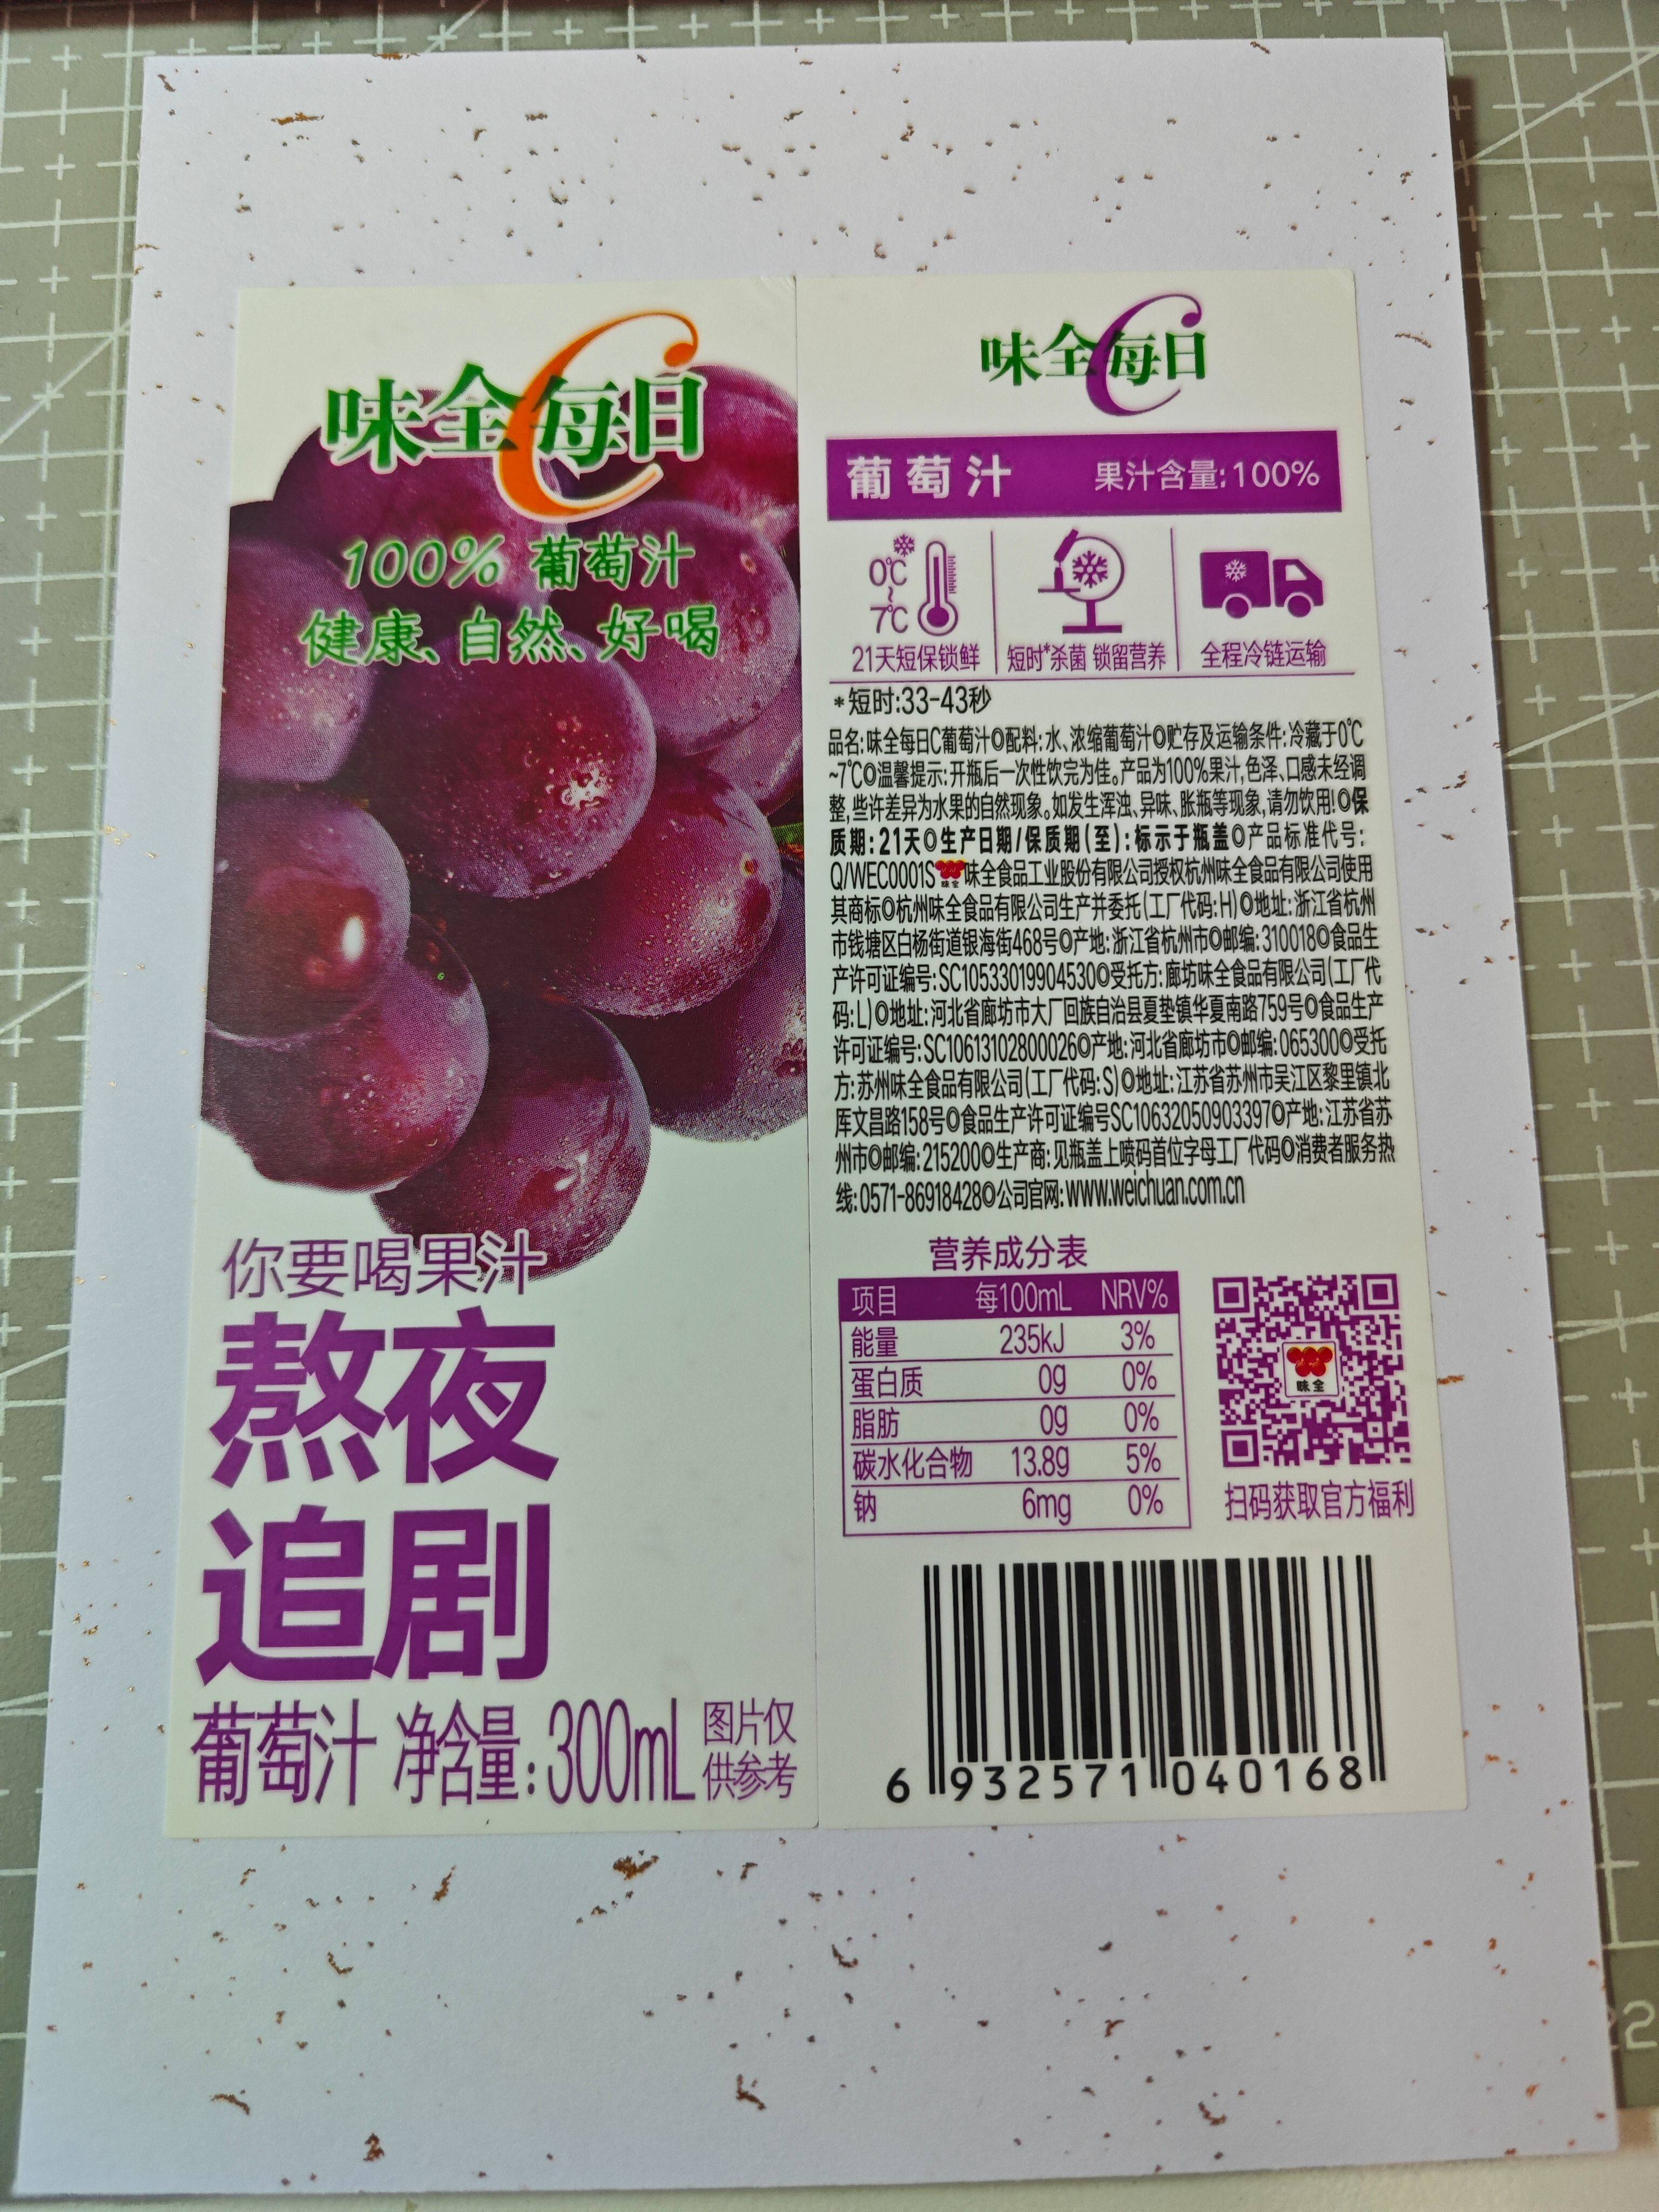 味全每日C
100% 葡萄汁
健康、自然、好喝
你要喝果汁
熬夜
追剧
葡萄汁 净含量:300mL 图片仅
供参考
味全每日C
葡萄汁 果汁含量:100%
0℃
~
7℃
21天短保锁鲜
短时*杀菌 锁留营养
全程冷链运输
*短时:33-43秒
品名:味全每日C葡萄汁◎配料:水、浓缩葡萄汁◎贮存及运输条件:冷藏于0℃
~7℃◎温馨提示:开瓶后一次性饮完为佳。产品为100%果汁,色泽、口感未经调
整,些许差异为水果的自然现象。如发生浑浊、异味、胀瓶等现象,请勿饮用!◎保
质期:21天◎生产日期/保质期(至):标示于瓶盖◎产品标准代号:
Q/WEC0001S 味全 味全食品工业股份有限公司授权杭州味全食品有限公司使用
其商标◎杭州味全食品有限公司生产并委托(工厂代码:H)◎地址:浙江省杭州
市钱塘区白杨街道银海街468号◎产地:浙江省杭州市◎邮编:310018◎食品生
产许可证编号:SC10533019904530◎受托方:廊坊味全食品有限公司(工厂代
码:L)◎地址:河北省廊坊市大厂回族自治县夏垫镇华夏南路759号◎食品生产
许可证编号:SC10613102800026◎产地:河北省廊坊市◎邮编:065300◎受托
方:苏州味全食品有限公司(工厂代码:S)◎地址:江苏省苏州市吴江区黎里镇北
厍文昌路158号◎食品生产许可证编号SC10632050903397◎产地:江苏省苏
州市◎邮编:215200◎生产商:见瓶盖上喷码首位字母工厂代码◎消费者服务热
线:0571-86918428◎公司官网:www.weichuan.com.cn
营养成分表
项目 每100mL NRV%
能量 235kJ 3%
蛋白质 0g 0%
脂肪 0g 0%
碳水化合物 13.8g 5%
钠 6mg 0%
味全
扫码获取官方福利
6 932571 040168
22